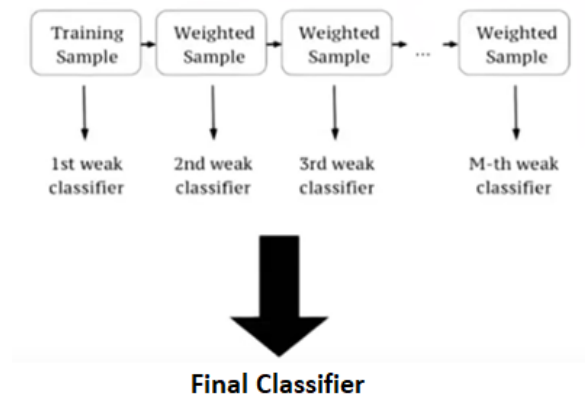 Training
Sample
Weighted
Sample
Weighted
Sample
...
Weighted
Sample
1st weak
classifier
2nd weak
classifier
3rd weak
classifier
M-th weak
classifier
Final Classifier